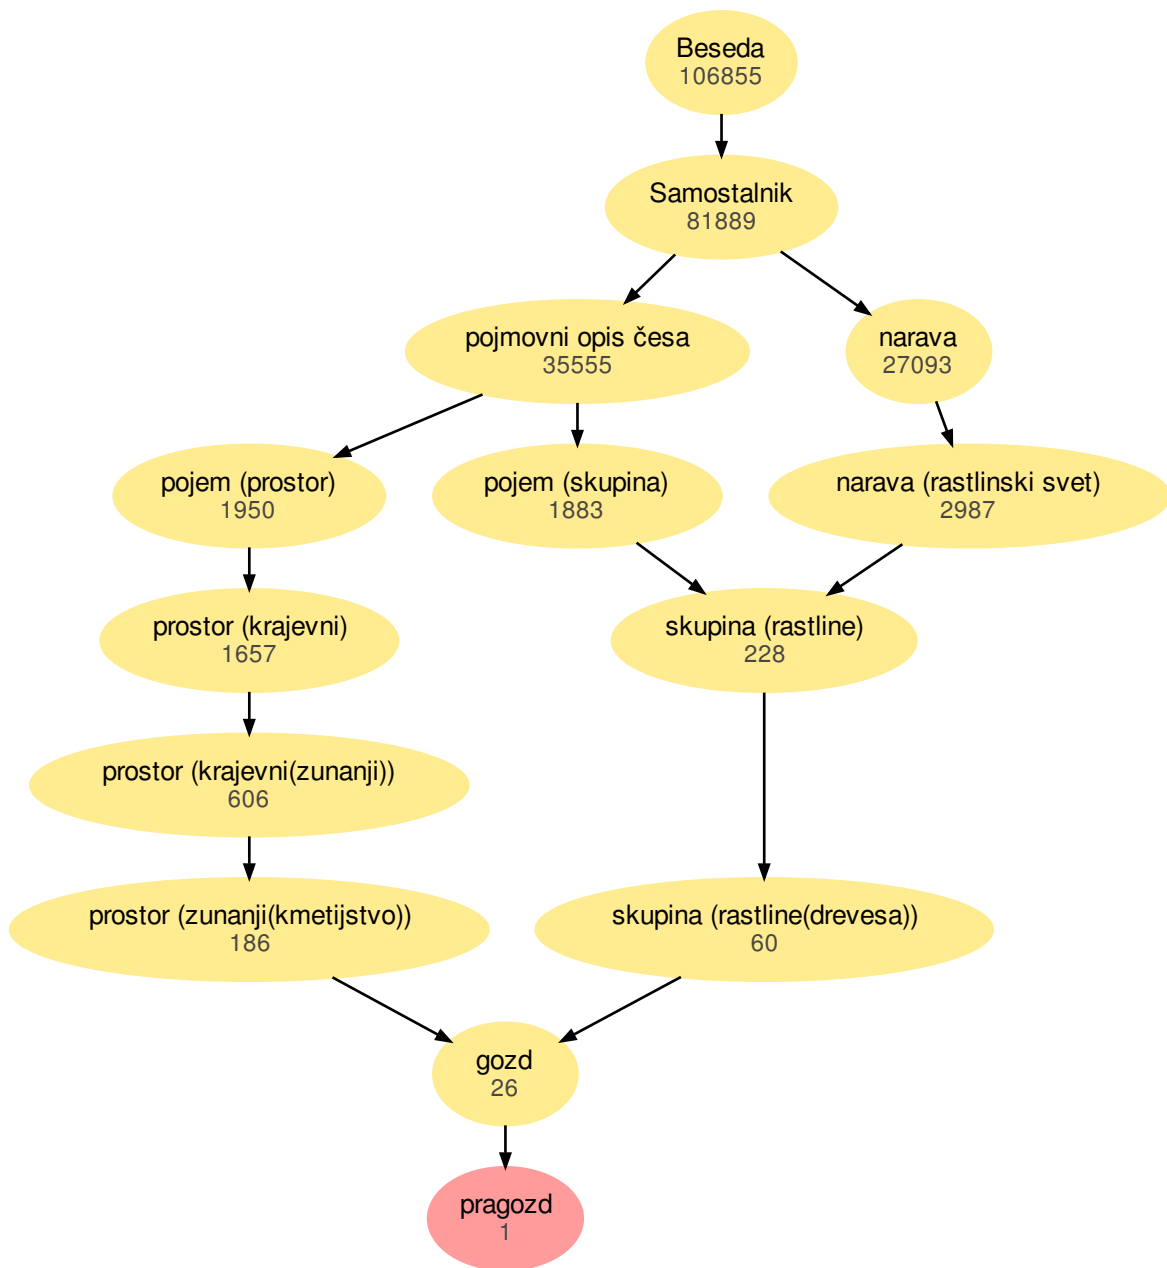 Beseda
106855
Samostalnik
81889
pojmovni opis česa
35555
narava
27093
pojem (prostor)
1950
pojem (skupina)
1883
narava (rastlinski svet)
2987
prostor (krajevni)
1657
skupina (rastline)
228
prostor (krajevni(zunanji))
606
prostor (zunanji(kmetijstvo))
186
skupina (rastline(drevesa))
60
gozd
26
pragozd
1